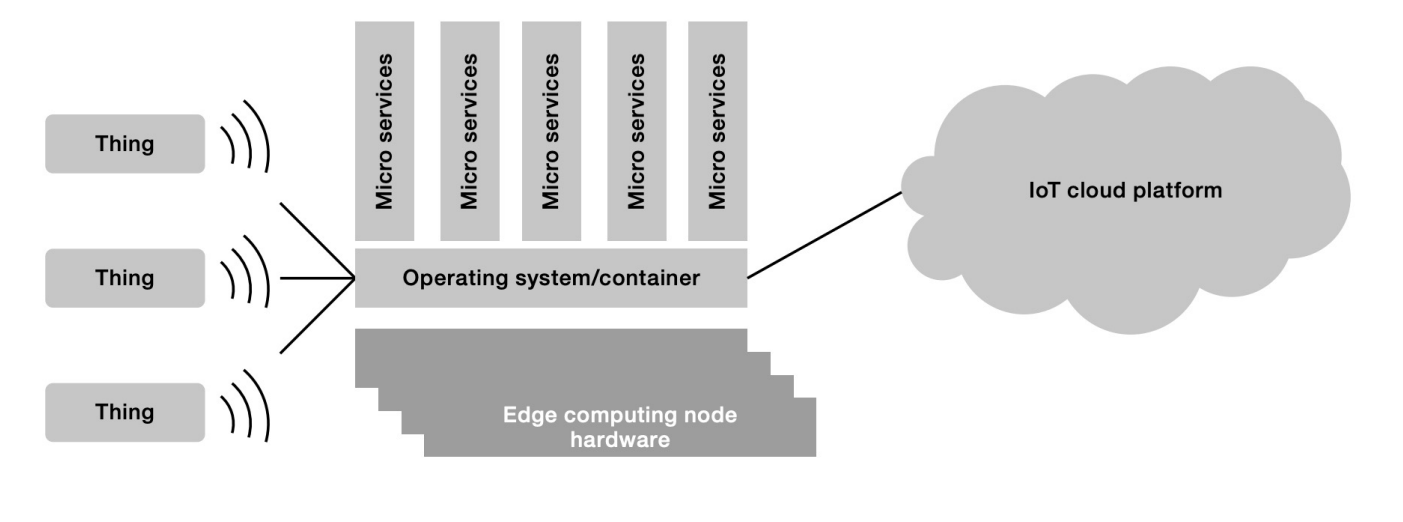 Thing
Thing
Thing
Micro services
Micro services
Micro services
Micro services
Micro services
Operating system/container
Edge computing node
hardware
IoT cloud platform